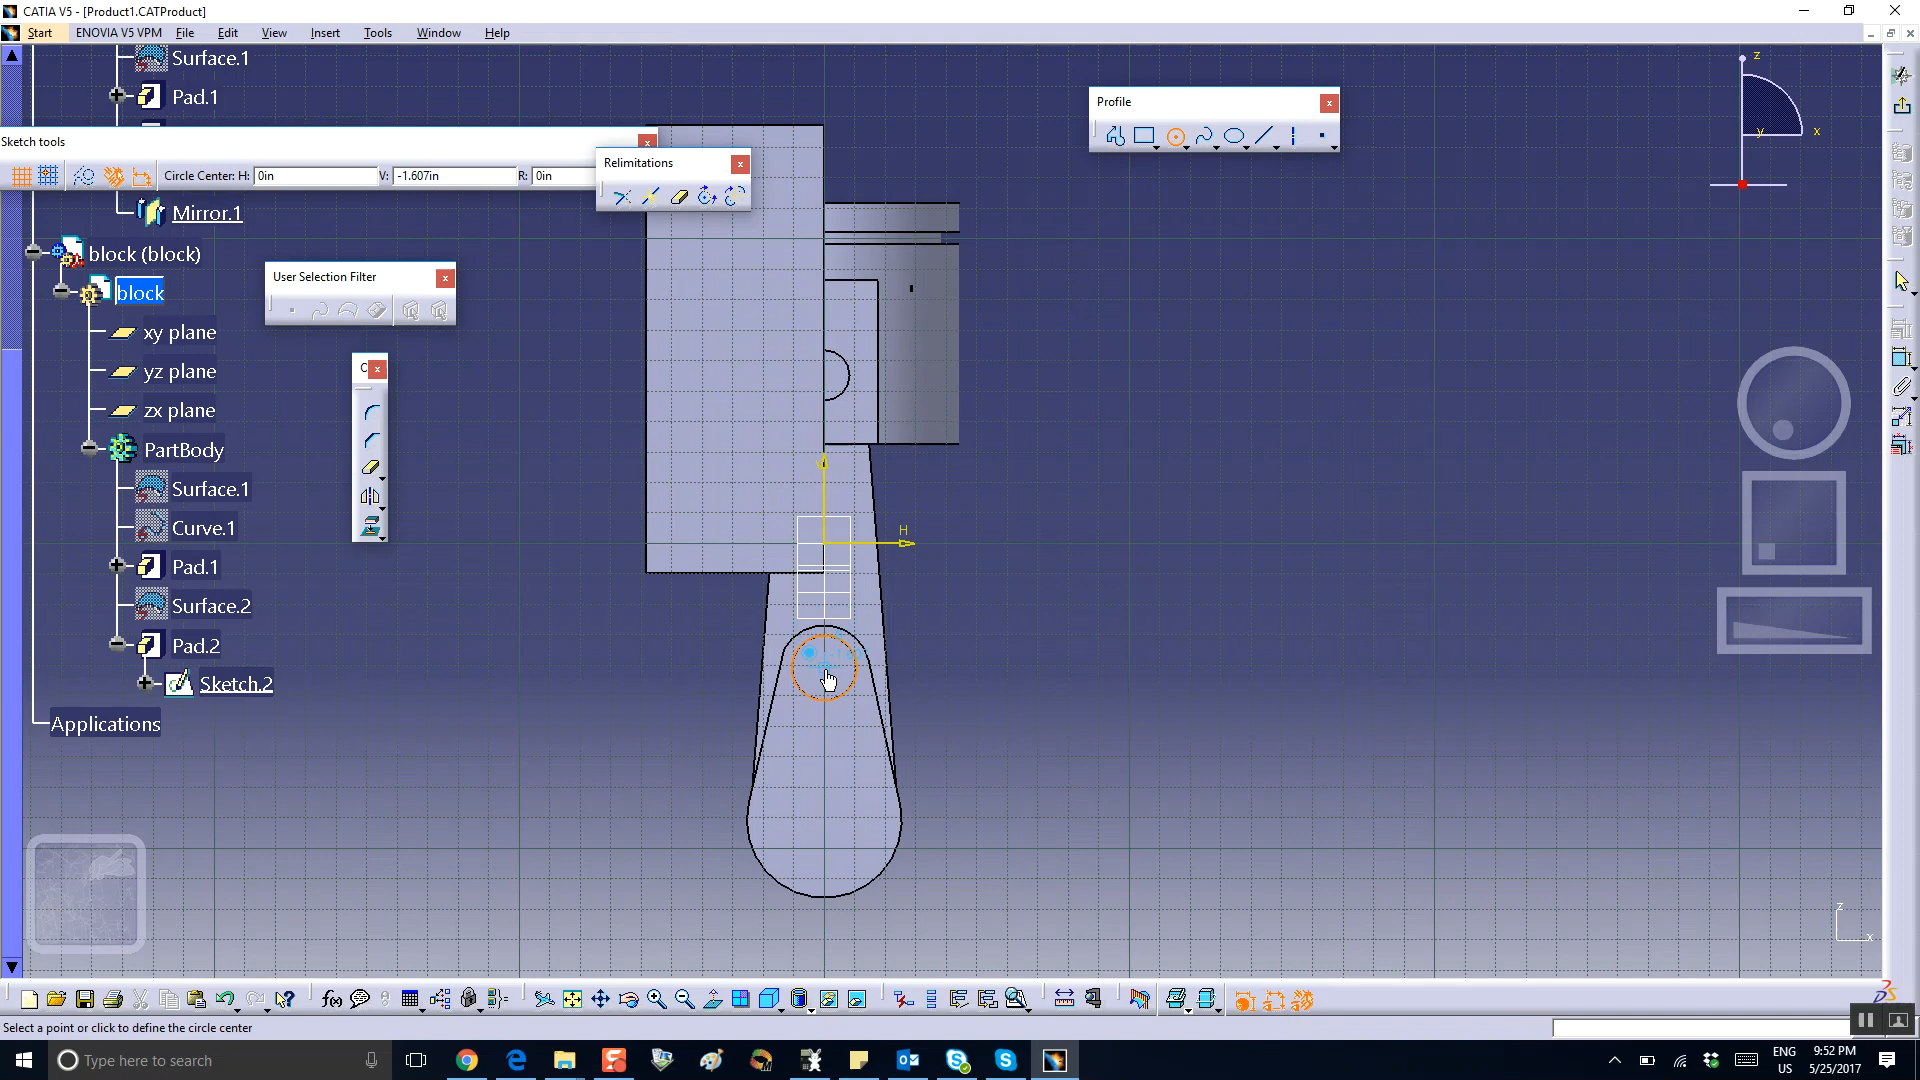 CATIA V5 - [Product1.CATProduct]
Start ENOVIA V5 VPM File Edit View Insert Tools Window Help
Surface.1
Pad.1
Sketch tools
Circle Center: H: 0in V: -1.607in R: 0in
Relimitations
Profile
Mirror.1
block (block)
User Selection Filter
block
xy plane
yz plane
C
zx plane
PartBody
Surface.1
Curve.1
Pad.1
Surface.2
Pad.2
Sketch.2
Applications
H
z
x
y
z
x
Select a point or click to define the circle center
Type here to search
ENG
US
9:52 PM
5/25/2017